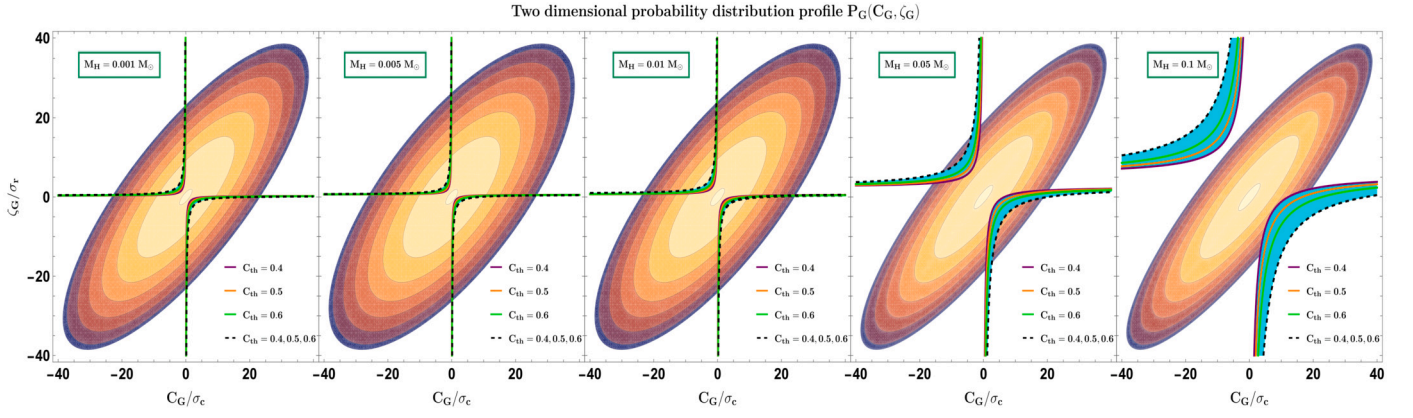 Two dimensional probability distribution profile P_G(C_G, ζ_G)
ζ_G/σ_r
40
20
0
−20
−40
M_H = 0.001 M_⊙
C_th = 0.4
C_th = 0.5
C_th = 0.6
C_th = 0.4, 0.5, 0.6
−40 −20 0 20
C_G/σ_c
M_H = 0.005 M_⊙
C_th = 0.4
C_th = 0.5
C_th = 0.6
C_th = 0.4, 0.5, 0.6
−40 −20 0 20
C_G/σ_c
M_H = 0.01 M_⊙
C_th = 0.4
C_th = 0.5
C_th = 0.6
C_th = 0.4, 0.5, 0.6
−40 −20 0 20
C_G/σ_c
M_H = 0.05 M_⊙
C_th = 0.4
C_th = 0.5
C_th = 0.6
C_th = 0.4, 0.5, 0.6
−40 −20 0 20
C_G/σ_c
M_H = 0.1 M_⊙
C_th = 0.4
C_th = 0.5
C_th = 0.6
C_th = 0.4, 0.5, 0.6
−40 −20 0 20 40
C_G/σ_c